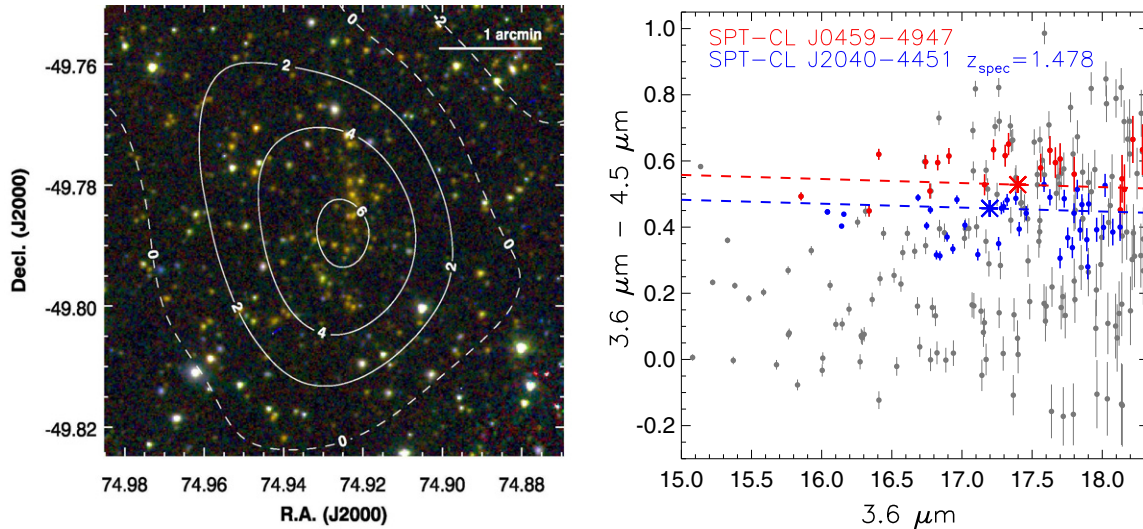 0
-2
1 arcmin
2
4
6
0
2
2
0
4
0
-49.76
-49.78
-49.80
-49.82
Decl. (J2000)
74.98 74.96 74.94 74.92 74.90 74.88
R.A. (J2000)
SPT-CL J0459-4947
SPT-CL J2040-4451 z_spec=1.478
1.0
0.8
0.6
0.4
0.2
0.0
-0.2
3.6 μm - 4.5 μm
15.0 15.5 16.0 16.5 17.0 17.5 18.0
3.6 μm